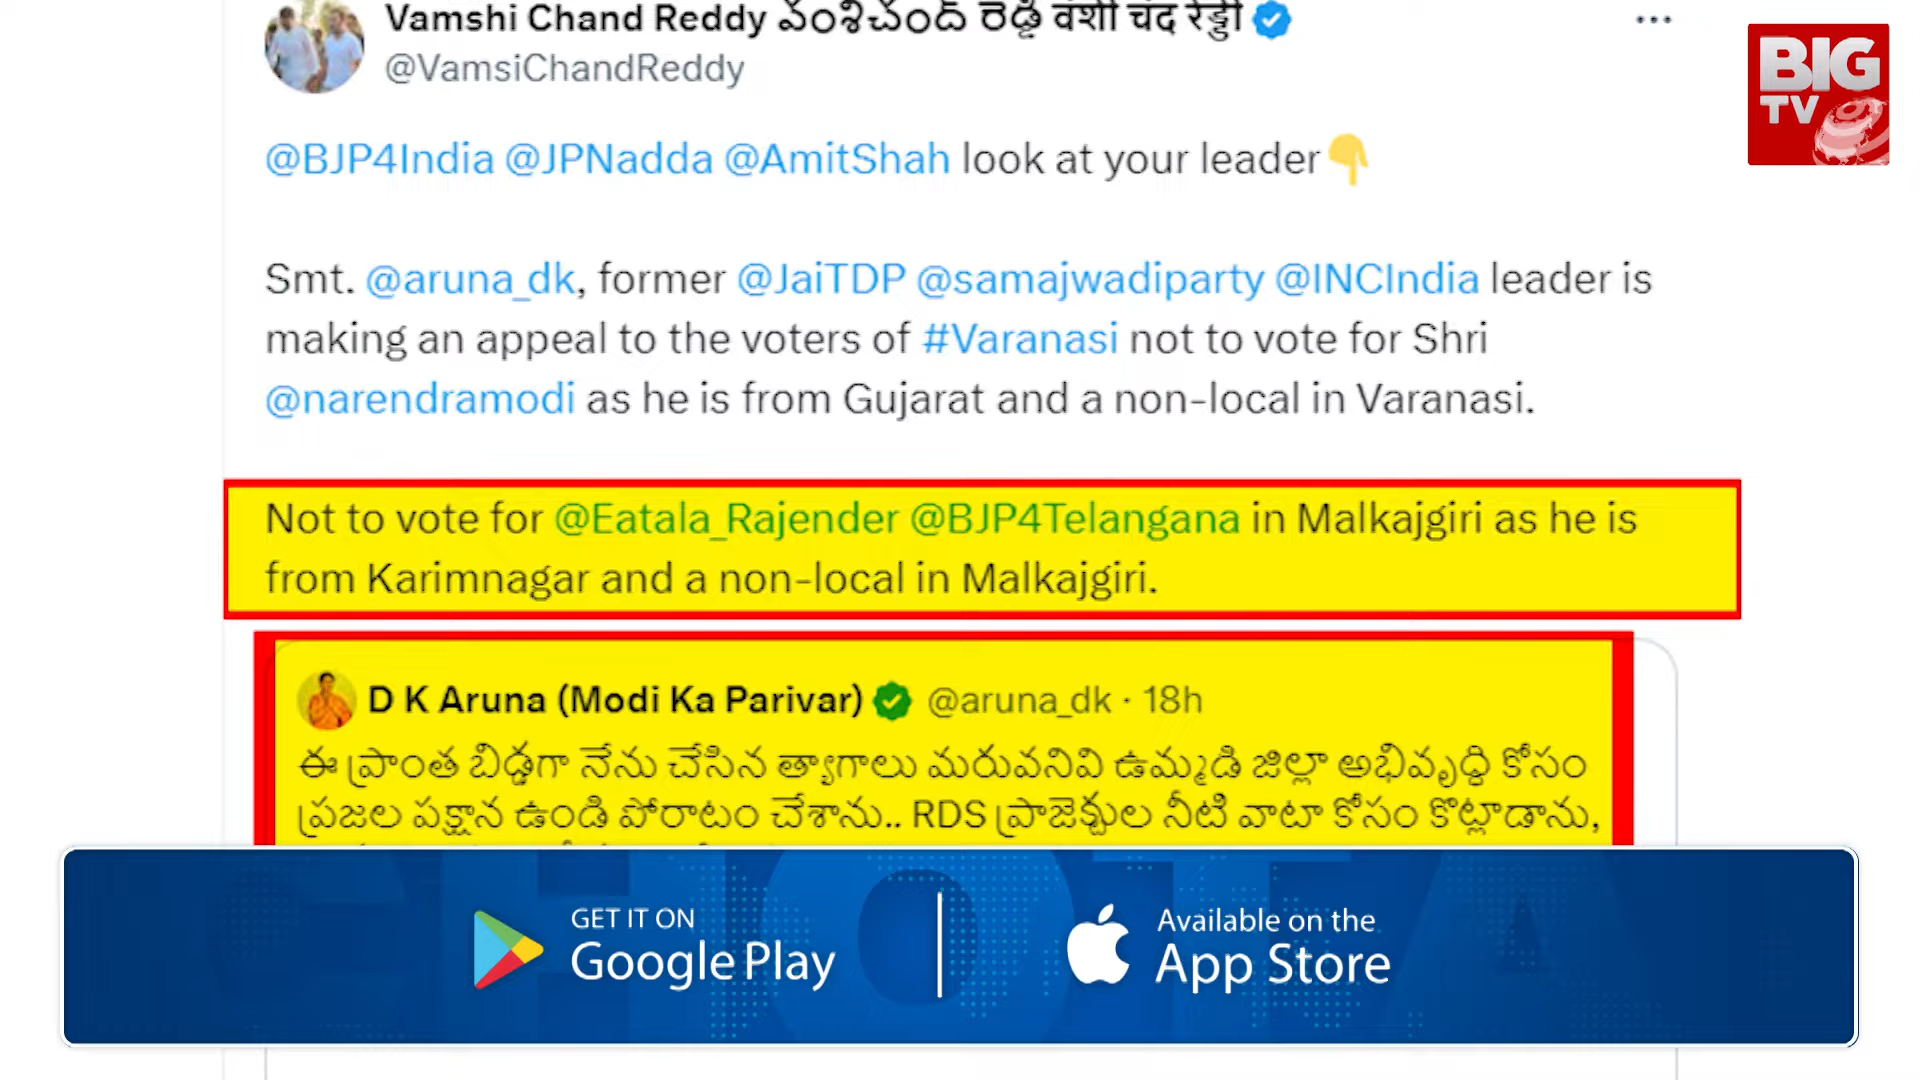 Vamshi Chand Reddy వంశీచంద్ రెడ్డి वंशी चंद रेड्डी
@VamsiChandReddy
BIG
TV
@BJP4India @JPNadda @AmitShah look at your leader👇
Smt. @aruna_dk, former @JaiTDP @samajwadiparty @INCIndia leader is
making an appeal to the voters of #Varanasi not to vote for Shri
@narendramodi as he is from Gujarat and a non-local in Varanasi.
Not to vote for @Eatala_Rajender @BJP4Telangana in Malkajgiri as he is
from Karimnagar and a non-local in Malkajgiri.
D K Aruna (Modi Ka Parivar) @aruna_dk · 18h
ఈ ప్రాంత బిడ్డగా నేను చేసిన త్యాగాలు మరువనివి ఉమ్మడి జిల్లా అభివృద్ధి కోసం
ప్రజల పక్షాన ఉండి పోరాటం చేశాను.. RDS ప్రాజెక్టుల నీటి వాటా కోసం కొట్లాడాను,
GET IT ON
Google Play
Available on the
App Store